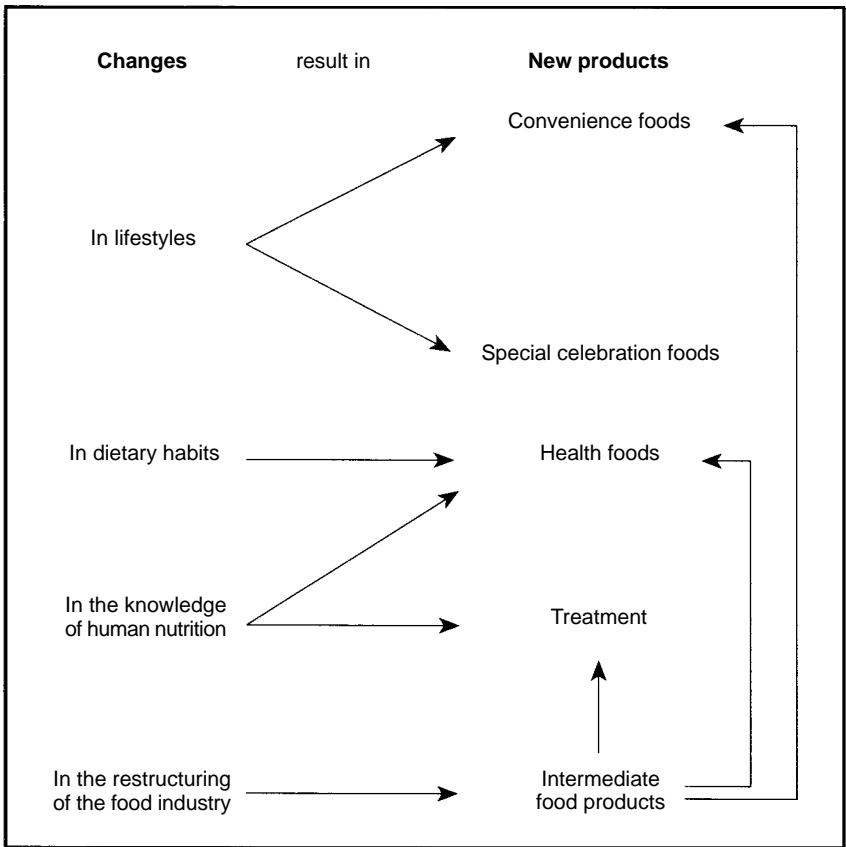 Changes result in New products
Convenience foods
In lifestyles
Special celebration foods
In dietary habits Health foods
In the knowledge
of human nutrition
Treatment
In the restructuring
of the food industry
Intermediate
food products